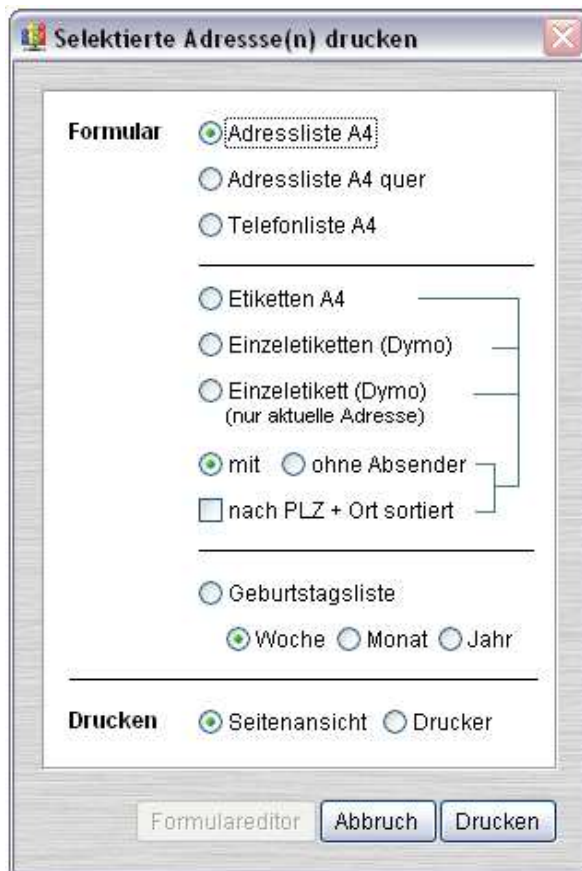 Selektierte Adressse(n) drucken
Formular
Adressliste A4
Adressliste A4 quer
Telefonliste A4
Etiketten A4
Einzeletiketten (Dymo)
Einzeletikett (Dymo)
(nur aktuelle Adresse)
mit ohne Absender
nach PLZ + Ort sortiert
Geburtstagsliste
Woche Monat Jahr
Drucken Seitenansicht Drucker
Formulareditor Abbruch Drucken